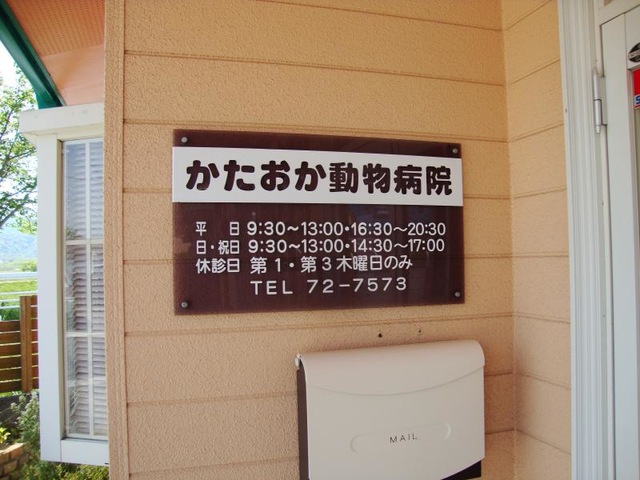 かたおか動物病院
平 日 9:30～13:00・16:30～20:30
日・祝日 9:30～13:00・14:30～17:00
休診日 第1・第3木曜日のみ
TEL 72-7573
MAIL